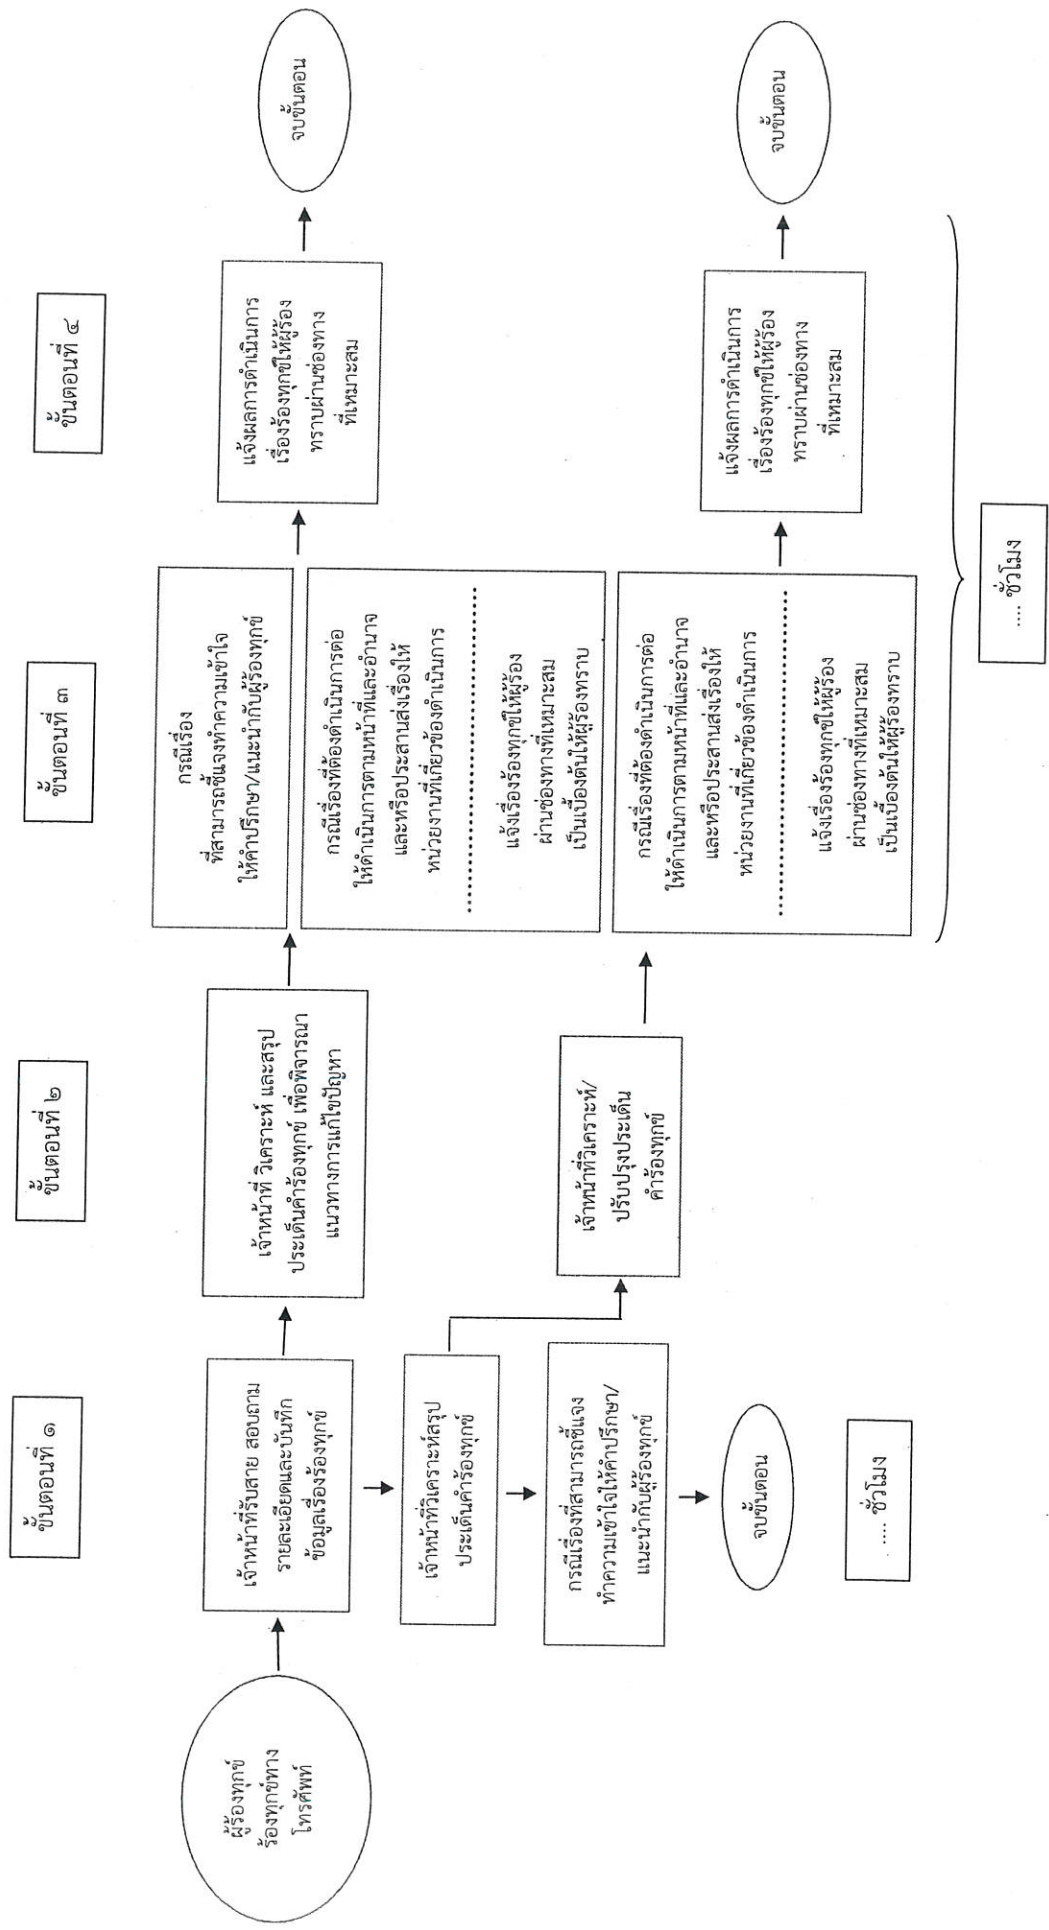 ขั้นตอนที่ ๑
ขั้นตอนที่ ๒
ขั้นตอนที่ ๓
ขั้นตอนที่ ๔
ผู้ร้องทุกข์
ร้องทุกข์ทาง
โทรศัพท์
เจ้าหน้าที่รับสาย สอบถาม
รายละเอียดและบันทึก
ข้อมูลเรื่องร้องทุกข์
เจ้าหน้าที่ วิเคราะห์ และสรุป
ประเด็นคำร้องทุกข์ เพื่อพิจารณา
แนวทางการแก้ไขปัญหา
กรณีเรื่อง
ที่สามารถชี้แจงทำความเข้าใจ
ให้คำปรึกษา/แนะนำกับผู้ร้องทุกข์
กรณีเรื่องที่ต้องดำเนินการต่อ
ให้ดำเนินการตามหน้าที่และอำนาจ
และหรือประสานส่งเรื่องให้
หน่วยงานที่เกี่ยวข้องดำเนินการ
แจ้งเรื่องร้องทุกข์ให้ผู้ร้อง
ผ่านช่องทางที่เหมาะสม
เป็นเบื้องต้นให้ผู้ร้องทราบ
แจ้งผลการดำเนินการ
เรื่องร้องทุกข์ให้ผู้ร้อง
ทราบผ่านช่องทาง
ที่เหมาะสม
จบขั้นตอน
เจ้าหน้าที่วิเคราะห์สรุป
ประเด็นคำร้องทุกข์
กรณีเรื่องที่สามารถชี้แจง
ทำความเข้าใจให้คำปรึกษา/
แนะนำกับผู้ร้องทุกข์
จบขั้นตอน
.... ชั่วโมง
เจ้าหน้าที่วิเคราะห์/
ปรับปรุงประเด็น
คำร้องทุกข์
กรณีเรื่องที่ต้องดำเนินการต่อ
ให้ดำเนินการตามหน้าที่และอำนาจ
และหรือประสานส่งเรื่องให้
หน่วยงานที่เกี่ยวข้องดำเนินการ
แจ้งเรื่องร้องทุกข์ให้ผู้ร้อง
ผ่านช่องทางที่เหมาะสม
เป็นเบื้องต้นให้ผู้ร้องทราบ
แจ้งผลการดำเนินการ
เรื่องร้องทุกข์ให้ผู้ร้อง
ทราบผ่านช่องทาง
ที่เหมาะสม
จบขั้นตอน
.... ชั่วโมง